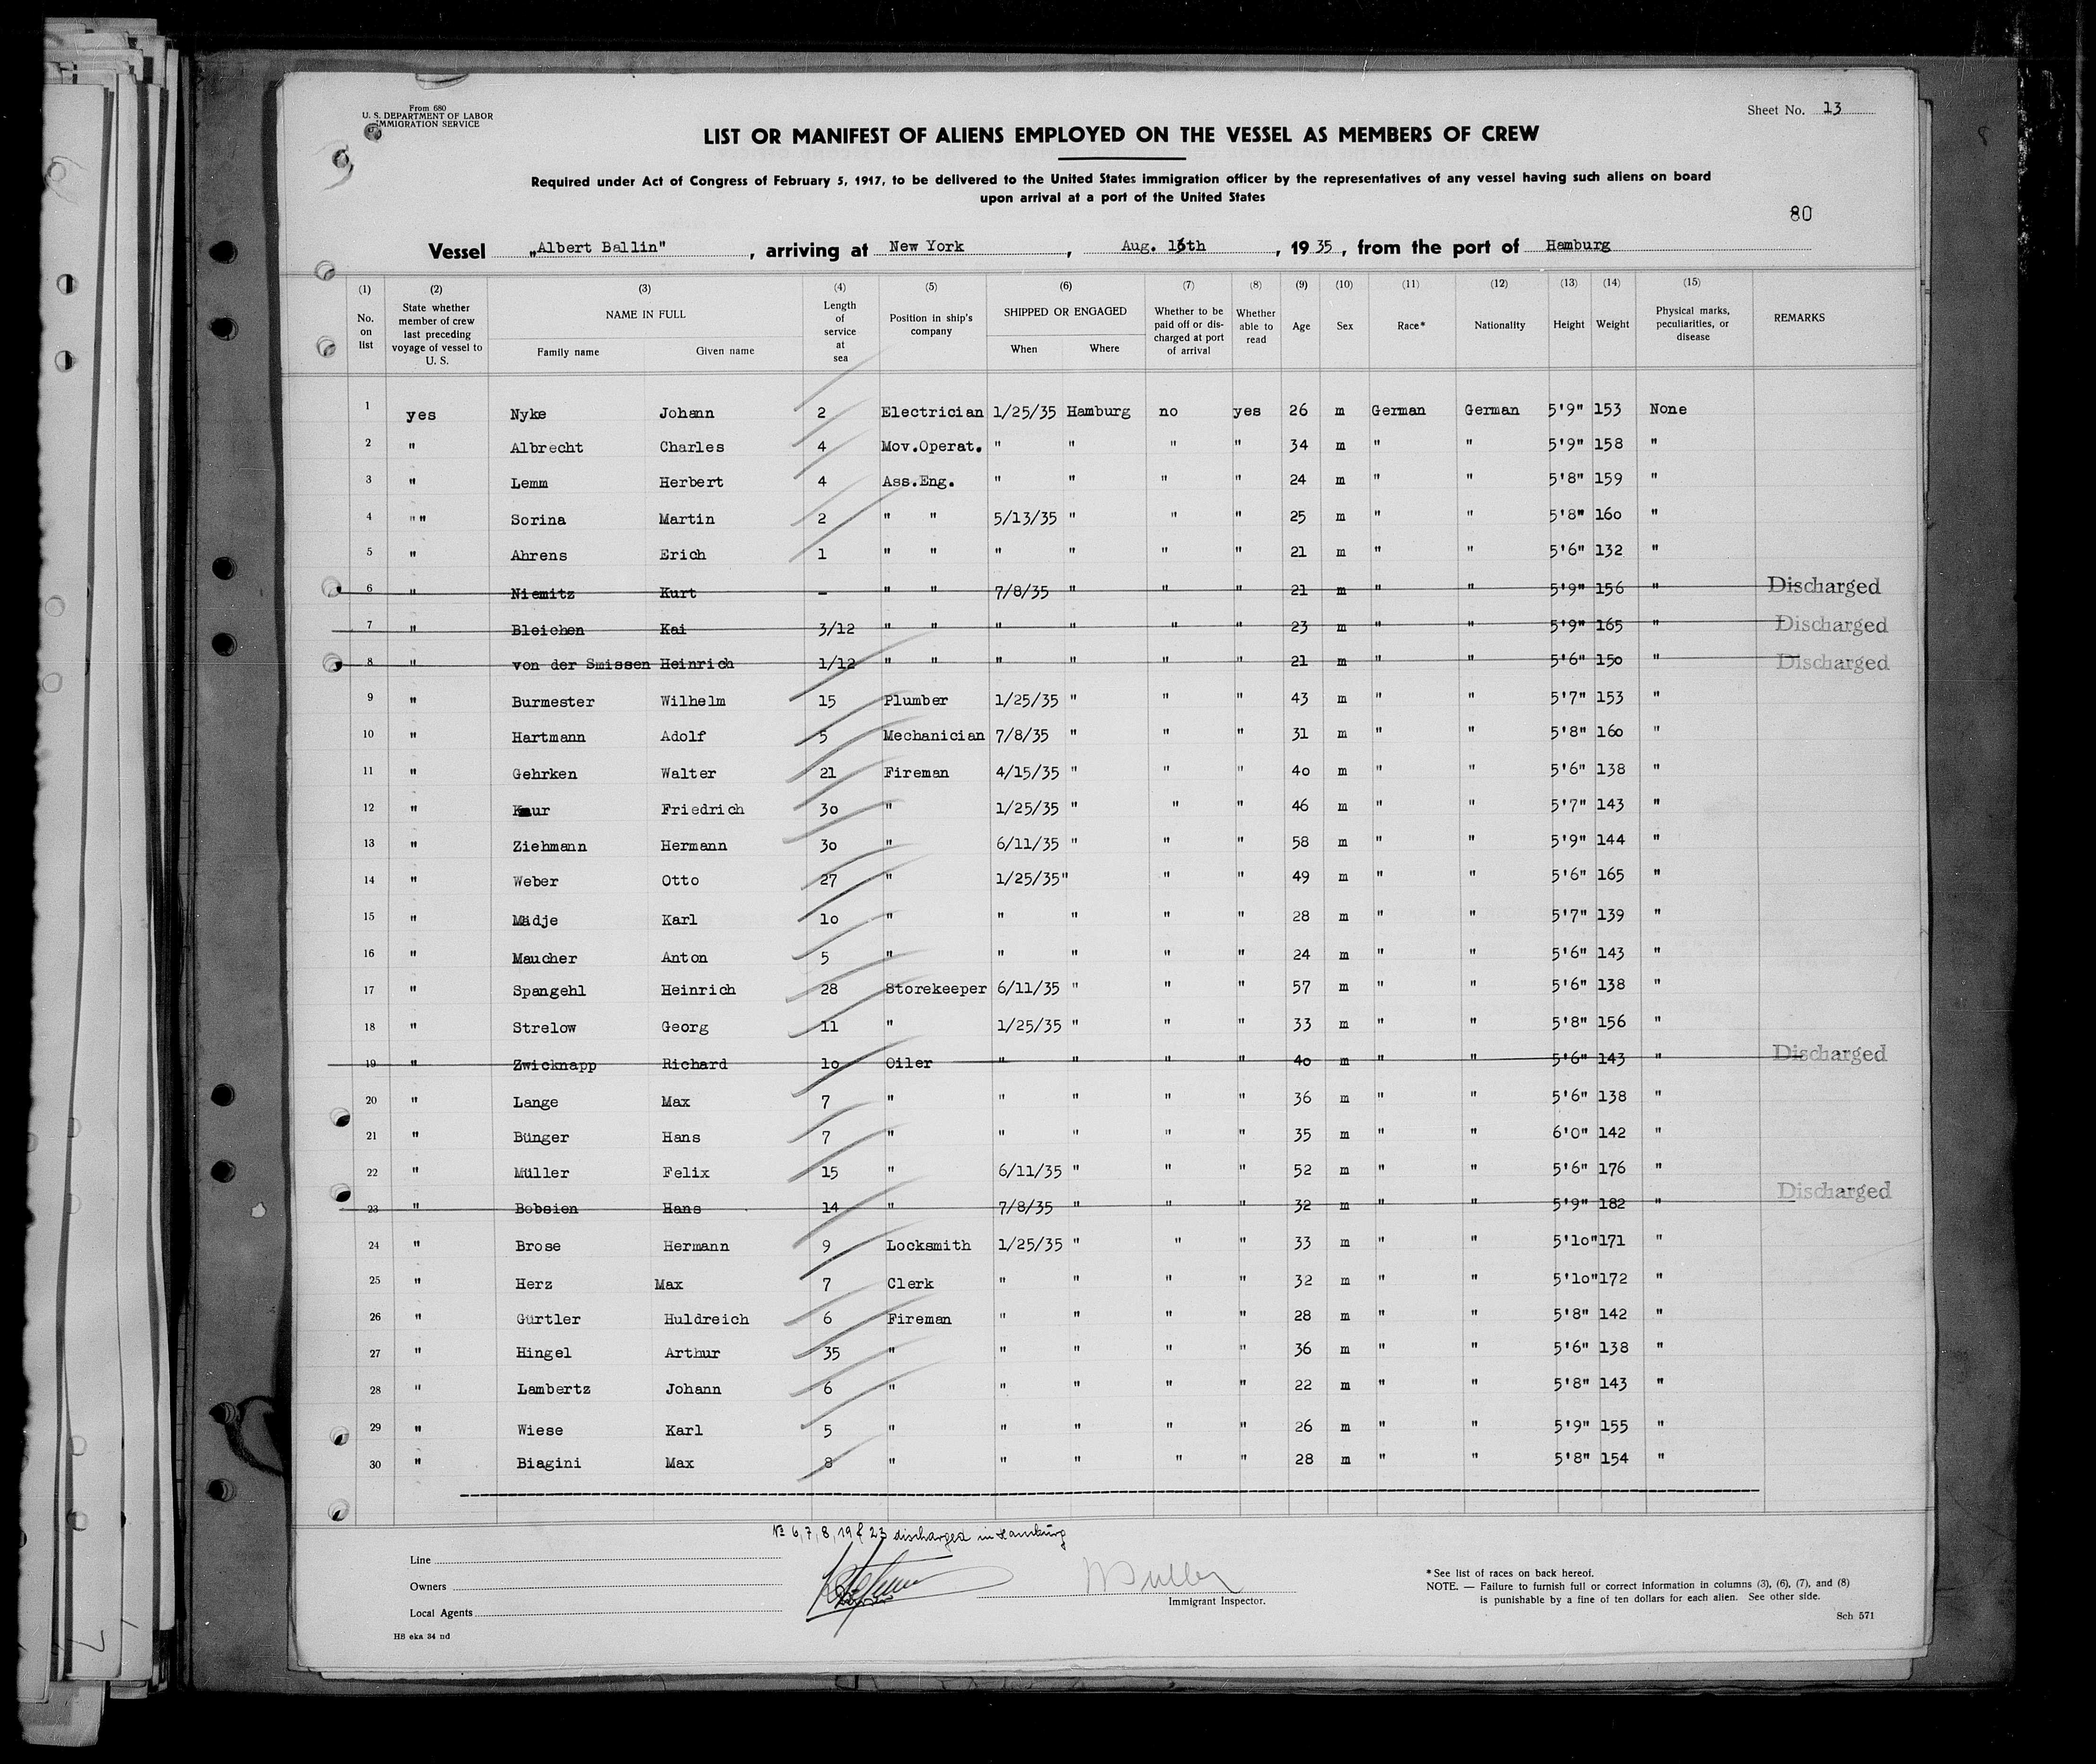 From 680
U. S. DEPARTMENT OF LABOR
IMMIGRATION SERVICE
Sheet No. 13
LIST OR MANIFEST OF ALIENS EMPLOYED ON THE VESSEL AS MEMBERS OF CREW
Required under Act of Congress of February 5, 1917, to be delivered to the United States immigration officer by the representatives of any vessel having such aliens on board
upon arrival at a port of the United States
80
Vessel „Albert Ballin" , arriving at New York , Aug. 16th , 19 35 , from the port of Hamburg
(1) No. on list (2) State whether member of crew last preceding voyage of vessel to U. S. (3) NAME IN FULL Family name Given name (4) Length of service at sea (5) Position in ship's company (6) SHIPPED OR ENGAGED When Where (7) Whether to be paid off or discharged at port of arrival (8) Whether able to read (9) Age (10) Sex (11) Race* (12) Nationality (13) Height (14) Weight (15) Physical marks, peculiarities, or disease REMARKS
1 yes Nyke Johann 2 Electrician 1/25/35 Hamburg no yes 26 m German German 5'9" 153 None
2 " Albrecht Charles 4 Mov.Operat. " " " " 34 m " " 5'9" 158 "
3 " Lemm Herbert 4 Ass.Eng. " " " " 24 m " " 5'8" 159 "
4 " " Sorina Martin 2 " " 5/13/35 " " " 25 m " " 5'8" 160 "
5 " Ahrens Erich 1 " " " " " " 21 m " " 5'6" 132 "
6 " Niemitz Kurt - " " 7/8/35 " " " 21 m " " 5'9" 156 " Discharged
7 " Bleichen Kai 3/12 " " " " " " 23 m " " 5'9" 165 " Discharged
8 " von der Smissen Heinrich 1/12 " " " " " " 21 m " " 5'6" 150 " Discharged
9 " Burmester Wilhelm 15 Plumber 1/25/35 " " " 43 m " " 5'7" 153 "
10 " Hartmann Adolf 5 Mechanician 7/8/35 " " " 31 m " " 5'8" 160 "
11 " Gehrken Walter 21 Fireman 4/15/35 " " " 40 m " " 5'6" 138 "
12 " Friedrich 30 " 1/25/35 " " " 46 m " " 5'7" 143 "
13 " Ziehmann Hermann 30 " 6/11/35 " " " 58 m " " 5'9" 144 "
14 " Weber Otto 27 " 1/25/35" " " 49 m " " 5'6" 165 "
15 " Mädje Karl 10 " " " " " 28 m " " 5'7" 139 "
16 " Maucher Anton 5 " " " " " 24 m " " 5'6" 143 "
17 " Spangehl Heinrich 28 Storekeeper 6/11/35 " " " 57 m " " 5'6" 138 "
18 " Strelow Georg 11 " 1/25/35 " " " 33 m " " 5'8" 156 "
19 " Zwicknapp Richard 10 Oiler " " " " 40 m " " 5'6" 143 " Discharged
20 " Lange Max 7 " " " " " 36 m " " 5'6" 138 "
21 " Bünger Hans 7 " " " " " 35 m " " 6'0" 142 "
22 " Müller Felix 15 " 6/11/35 " " " 52 m " " 5'6" 176 "
23 " Bobsien Hans 14 " 7/8/35 " " " 32 m " " 5'9" 182 " Discharged
24 " Brose Hermann 9 Locksmith 1/25/35 " " " 33 m " " 5'10" 171 "
25 " Herz Max 7 Clerk " " " " 32 m " " 5'10" 172 "
26 " Gürtler Huldreich 6 Fireman " " " " 28 m " " 5'8" 142 "
27 " Hingel Arthur 35 " " " " " 36 m " " 5'6" 138 "
28 " Lambertz Johann 6 " " " " " 22 m " " 5'8" 143 "
29 " Wiese Karl 5 " " " " " 26 m " " 5'9" 155 "
30 " Biagini Max 8 " " " " " 28 m " " 5'8" 154 "
No 6, 7, 8, 19 & 23 discharged in Hamburg
Line
Owners
Local Agents
HB eka 34 nd
Immigrant Inspector.
* See list of races on back hereof.
NOTE. — Failure to furnish full or correct information in columns (3), (6), (7), and (8)
is punishable by a fine of ten dollars for each alien. See other side.
Sch 571